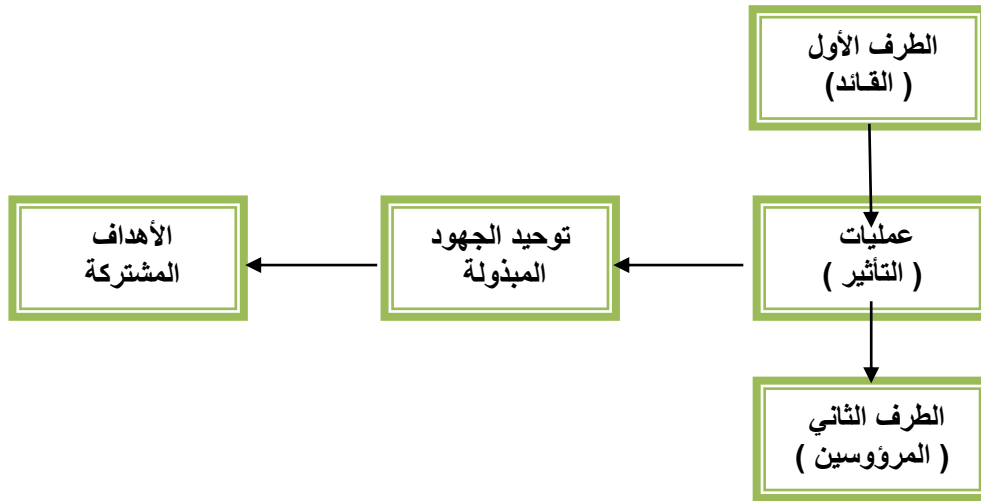 الطرف الأول
( القـائد)
عمليات
( التأثير )
توحيد الجهود
المبذولة
الأهداف
المشتركة
الطرف الثاني
( المرؤوسين )